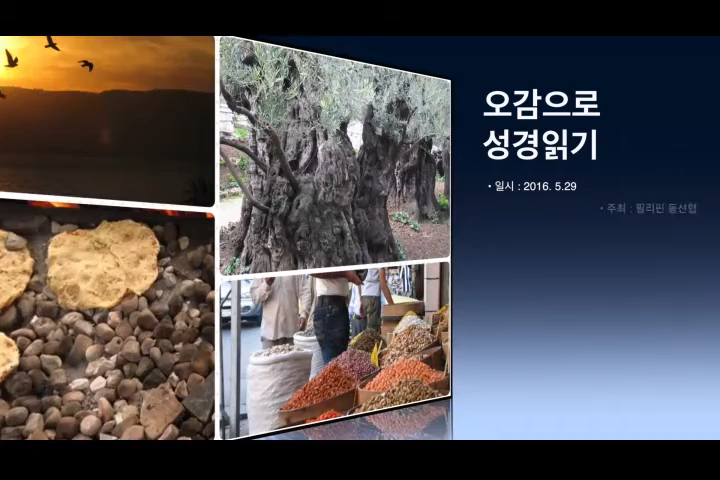 오감으로
성경읽기
• 일시 : 2016. 5.29
• 주최 : 필리핀 동선협